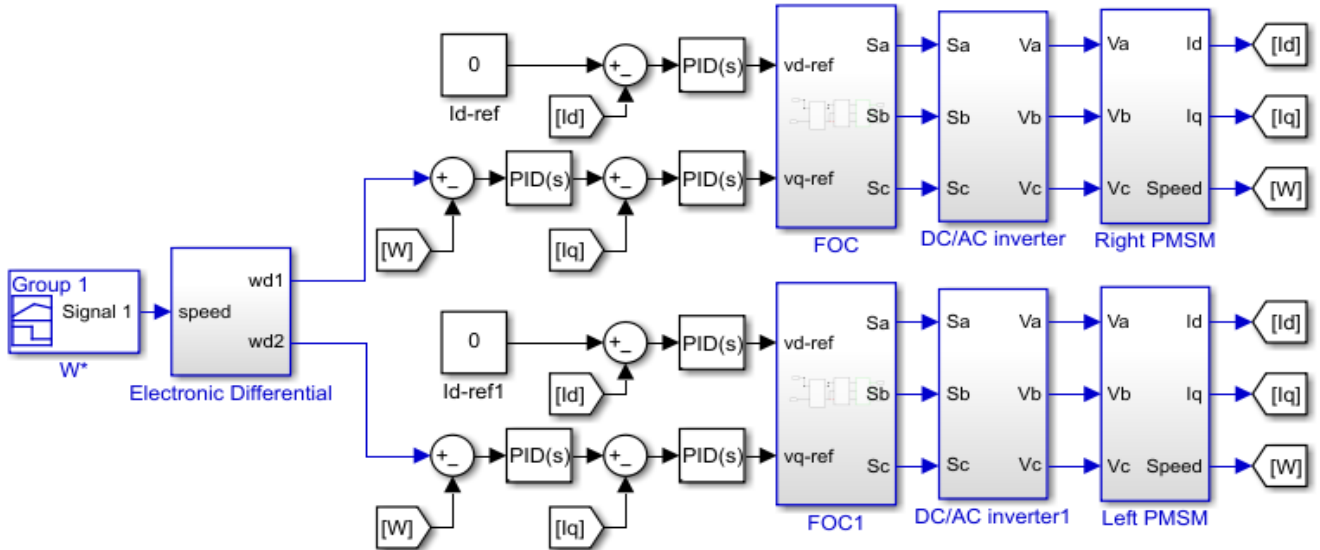 0
Id-ref
+
_
[Id]
PID(s)
vd-ref
vq-ref
Sa
Sb
Sc
FOC
Sa
Sb
Sc
Va
Vb
Vc
DC/AC inverter
Va
Vb
Vc
Id
Iq
Speed
Right PMSM
[Id]
[Iq]
[W]
+
_
[W]
PID(s)
+
_
[Iq]
PID(s)
Group 1
Signal 1
W*
speed
wd1
wd2
Electronic Differential
0
Id-ref1
+
_
[Id]
PID(s)
vd-ref
vq-ref
Sa
Sb
Sc
FOC1
Sa
Sb
Sc
Va
Vb
Vc
DC/AC inverter1
Va
Vb
Vc
Id
Iq
Speed
Left PMSM
[Id]
[Iq]
[W]
+
_
[W]
PID(s)
+
_
[Iq]
PID(s)